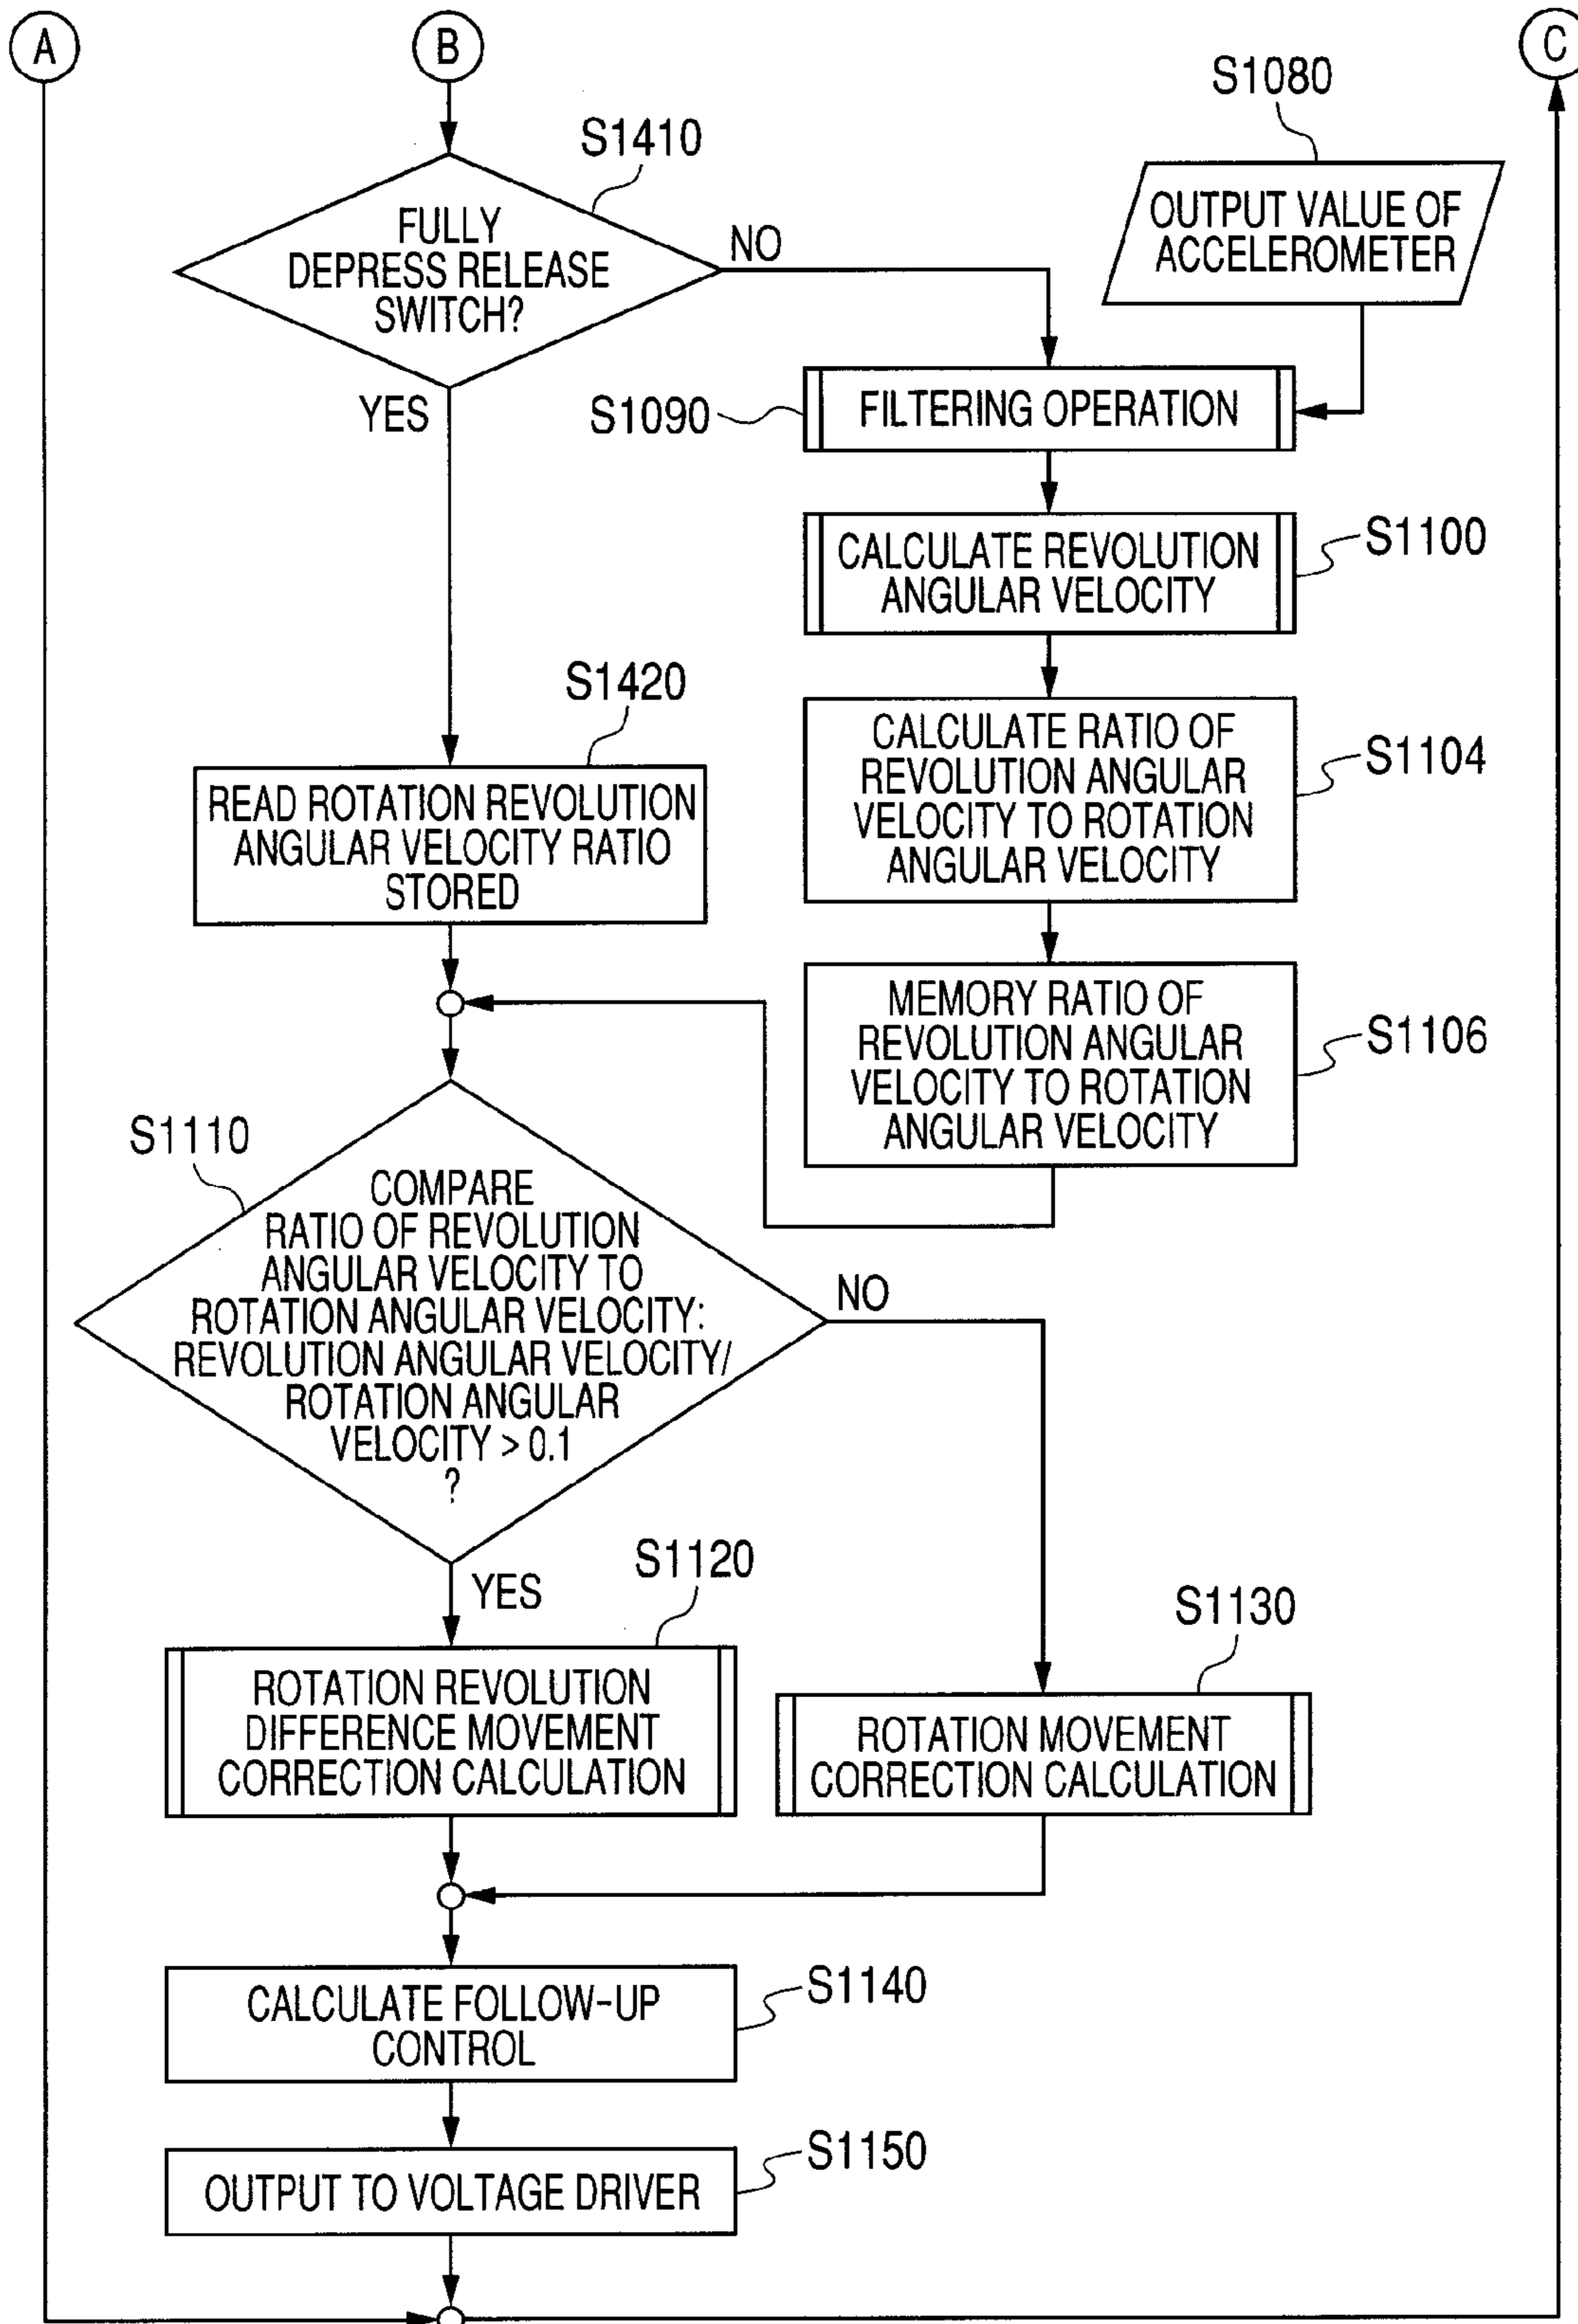 A
B
C
S1080
S1410
OUTPUT VALUE OF
ACCELEROMETER
FULLY
DEPRESS RELEASE
SWITCH?
NO
YES
S1090
FILTERING OPERATION
CALCULATE REVOLUTION
ANGULAR VELOCITY
S1100
S1420
READ ROTATION REVOLUTION
ANGULAR VELOCITY RATIO
STORED
CALCULATE RATIO OF
REVOLUTION ANGULAR
VELOCITY TO ROTATION
ANGULAR VELOCITY
S1104
MEMORY RATIO OF
REVOLUTION ANGULAR
VELOCITY TO ROTATION
ANGULAR VELOCITY
S1106
S1110
COMPARE
RATIO OF REVOLUTION
ANGULAR VELOCITY TO
ROTATION ANGULAR VELOCITY:
REVOLUTION ANGULAR VELOCITY/
ROTATION ANGULAR
VELOCITY > 0.1
?
NO
YES
S1120
ROTATION REVOLUTION
DIFFERENCE MOVEMENT
CORRECTION CALCULATION
S1130
ROTATION MOVEMENT
CORRECTION CALCULATION
CALCULATE FOLLOW-UP
CONTROL
S1140
OUTPUT TO VOLTAGE DRIVER
S1150